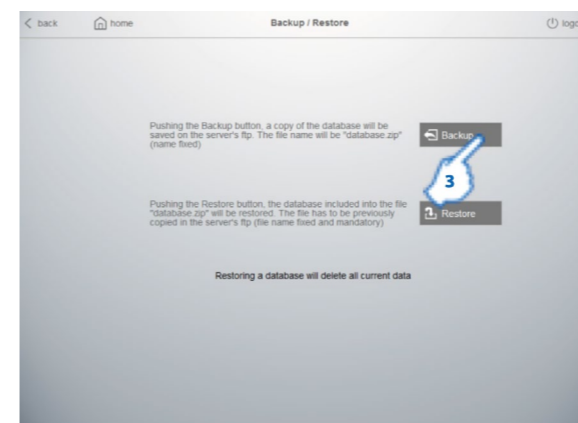 back home Backup / Restore
Pushing the Backup button, a copy of the database will be
saved on the server's ftp. The file name will be "database.zip"
(name fixed)
Backup
3
Pushing the Restore button, the database included into the file
"database.zip" will be restored. The file has to be previously
copied in the server's ftp (file name fixed and mandatory)
Restore
Restoring a database will delete all current data